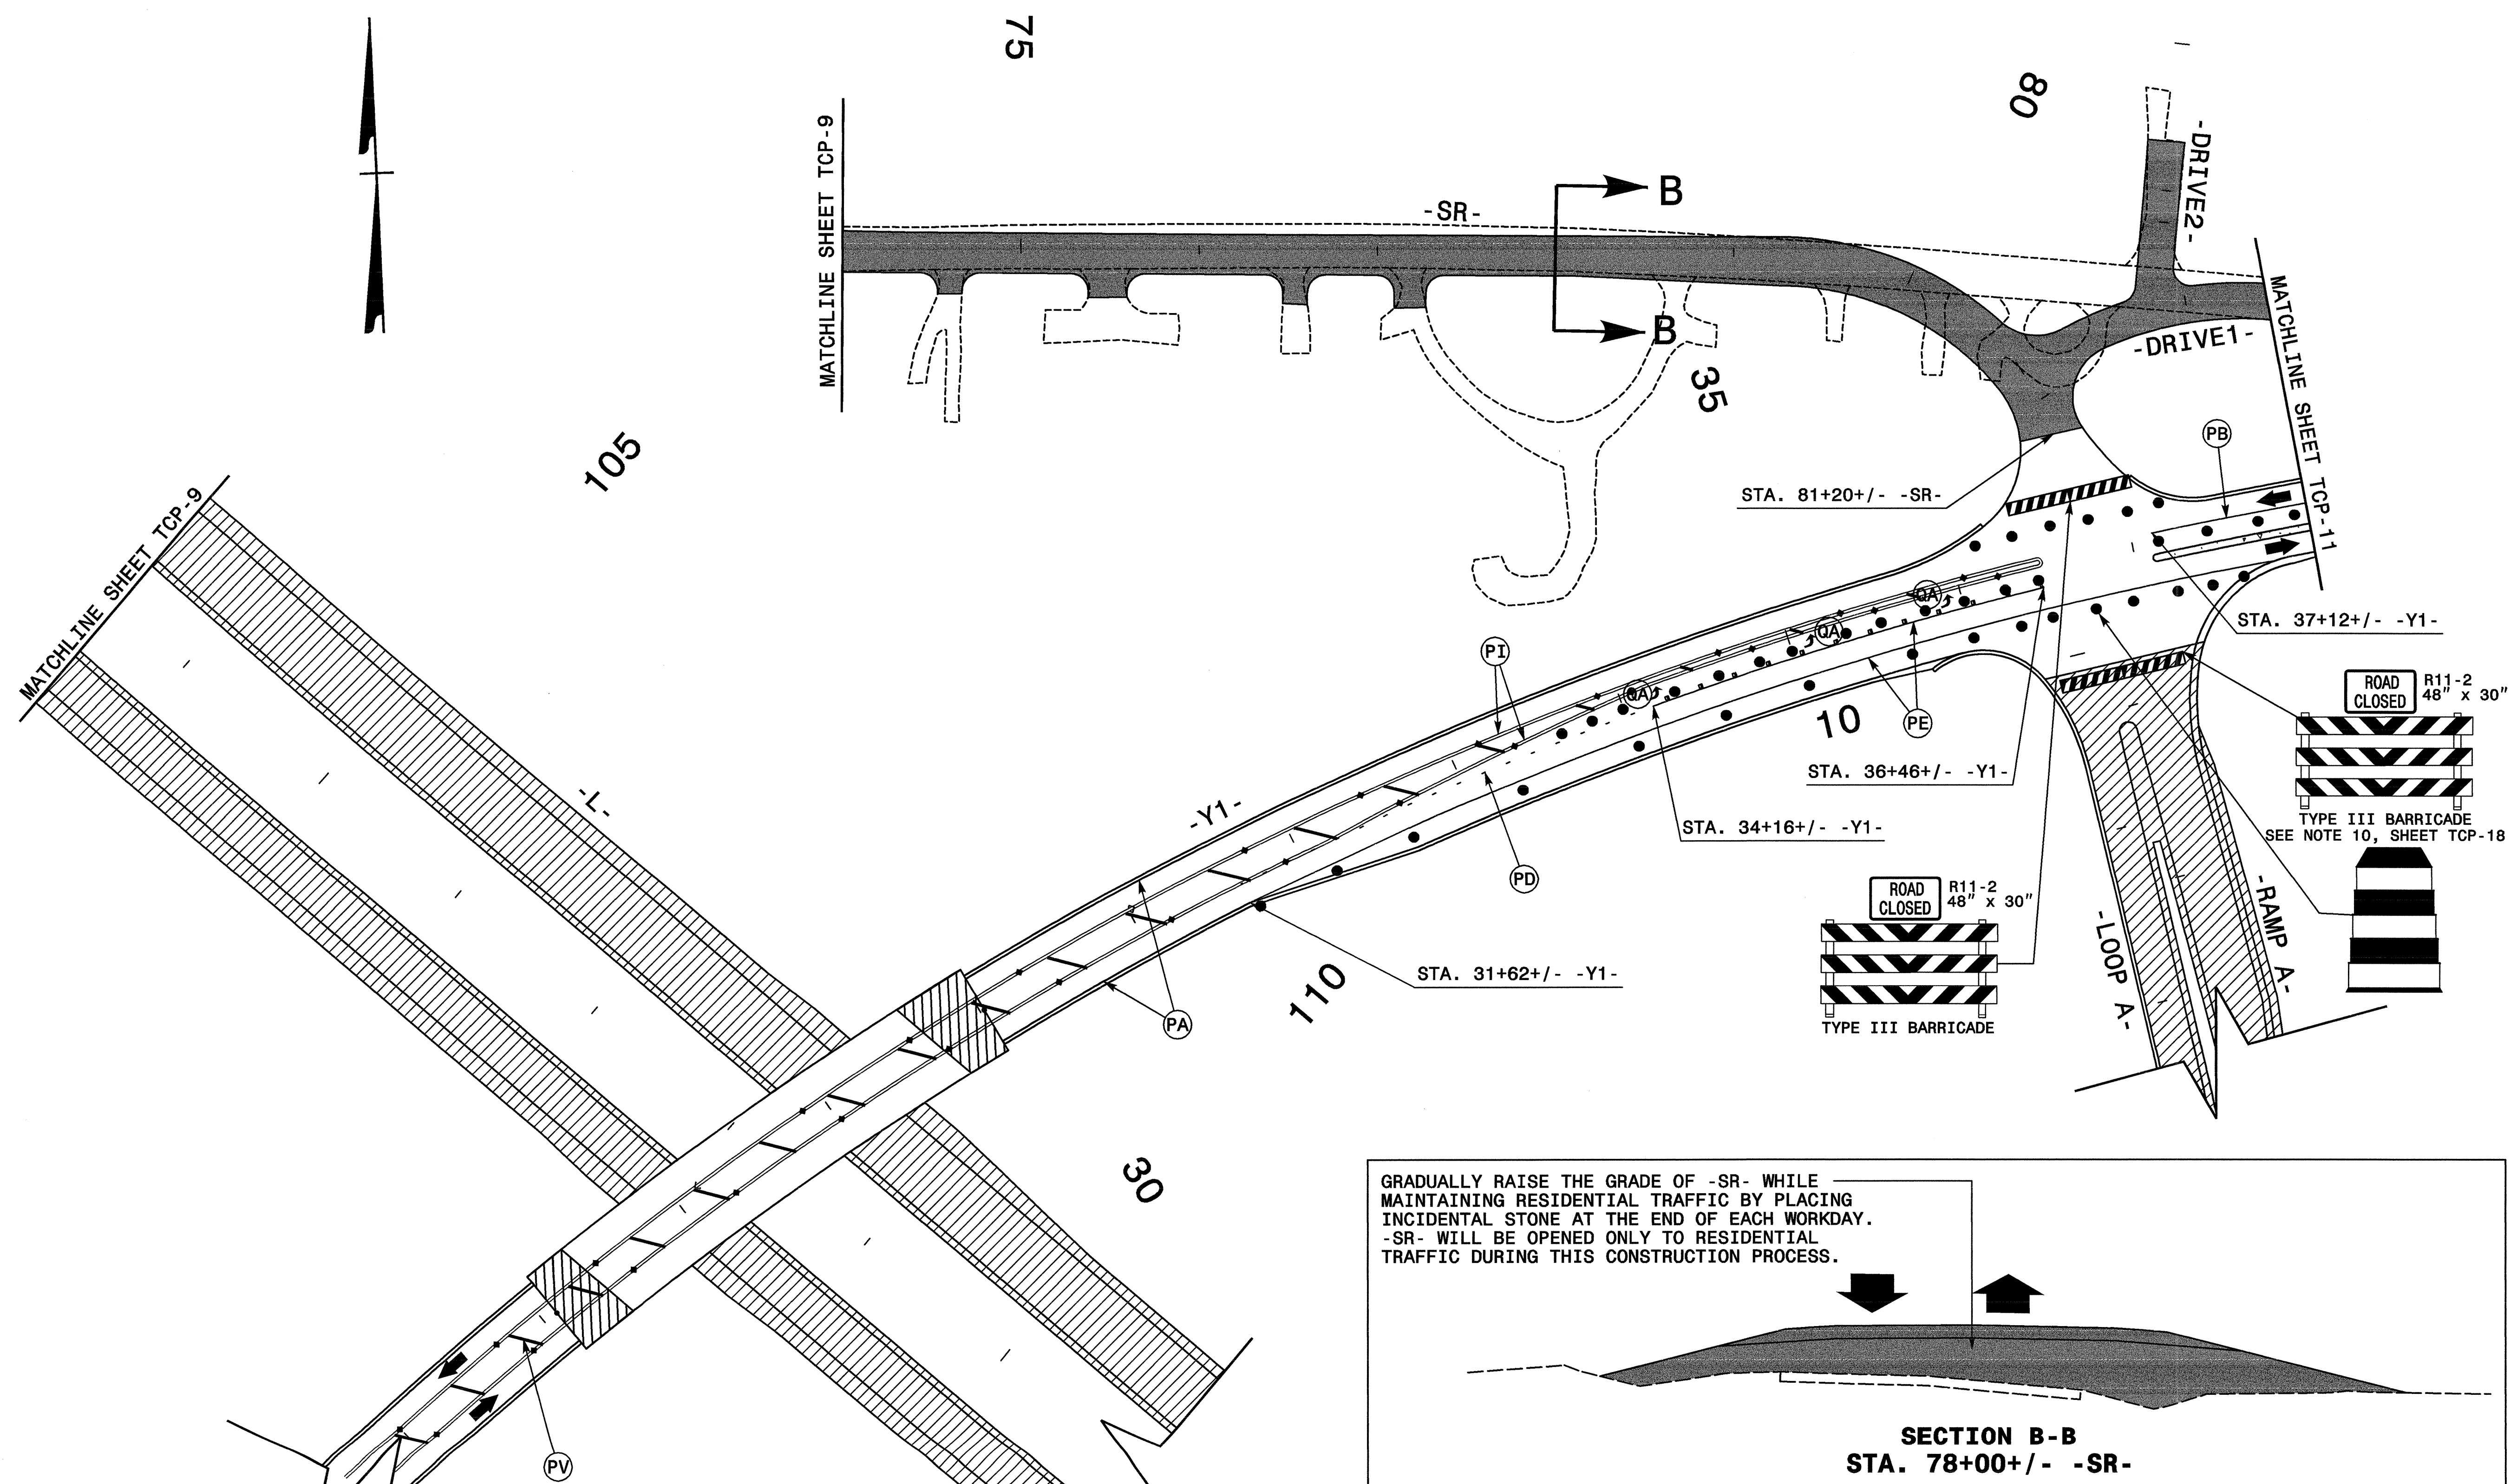 75
80
MATCHLINE SHEET TCP-9
-SR-
B
B
-DRIVE2-
-DRIVE1-
MATCHLINE SHEET TCP-11
35
105
MATCHLINE SHEET TCP-9
PB
STA. 81+20+/- -SR-
QA
QA
QA
STA. 37+12+/- -Y1-
PI
10
PE
ROAD
CLOSED
R11-2
48" x 30"
STA. 36+46+/- -Y1-
TYPE III BARRICADE
SEE NOTE 10, SHEET TCP-18
-L-
-Y1-
STA. 34+16+/- -Y1-
PD
ROAD
CLOSED
R11-2
48" x 30"
TYPE III BARRICADE
-LOOP A-
-RAMP A-
STA. 31+62+/- -Y1-
110
PA
30
GRADUALLY RAISE THE GRADE OF -SR- WHILE
MAINTAINING RESIDENTIAL TRAFFIC BY PLACING
INCIDENTAL STONE AT THE END OF EACH WORKDAY.
-SR- WILL BE OPENED ONLY TO RESIDENTIAL
TRAFFIC DURING THIS CONSTRUCTION PROCESS.
PV
SECTION B-B
STA. 78+00+/- -SR-